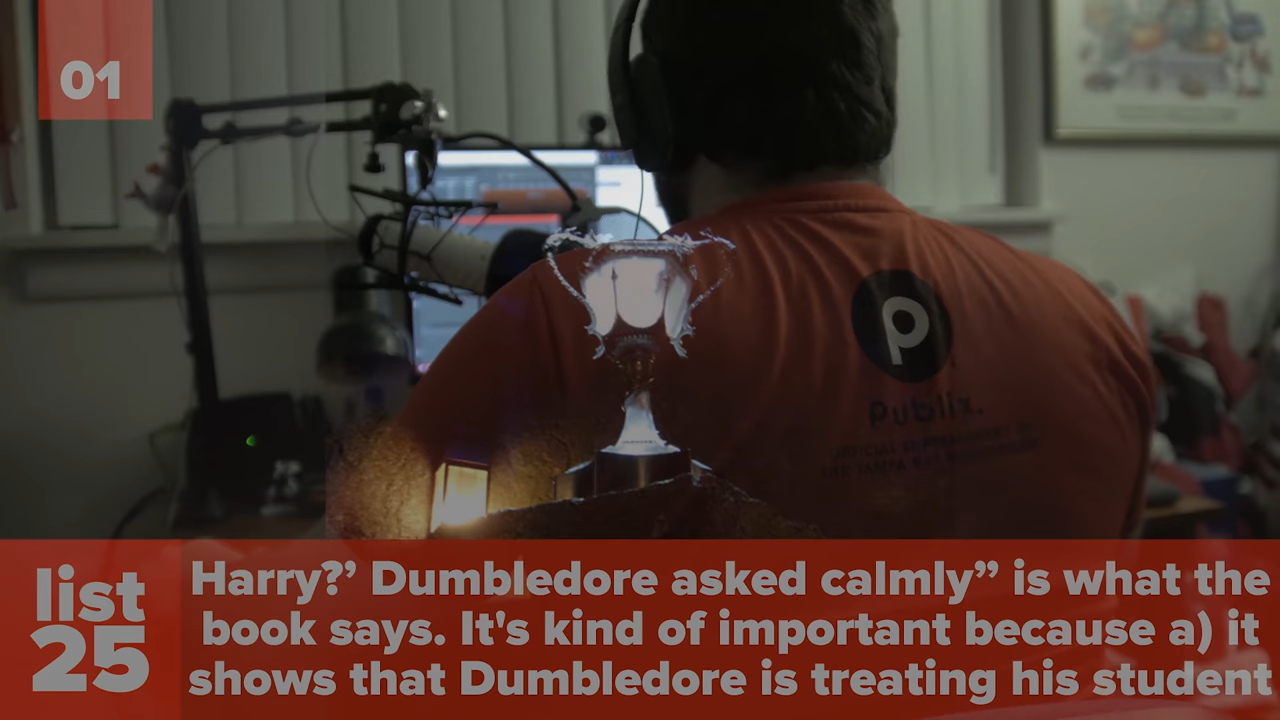 01
P
Publix.
list
25
Harry?’ Dumbledore asked calmly” is what the
book says. It's kind of important because a) it
shows that Dumbledore is treating his student